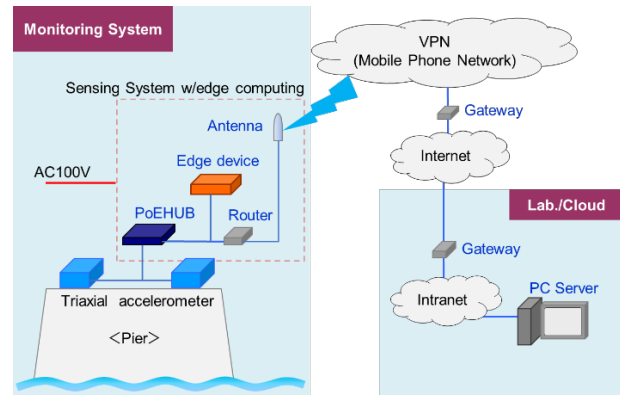 Monitoring System
VPN
(Mobile Phone Network)
Sensing System w/edge computing
Antenna
Gateway
Edge device
Internet
AC100V
PoEHUB
Router
Lab./Cloud
Gateway
Triaxial accelerometer
Intranet
PC Server
<Pier>